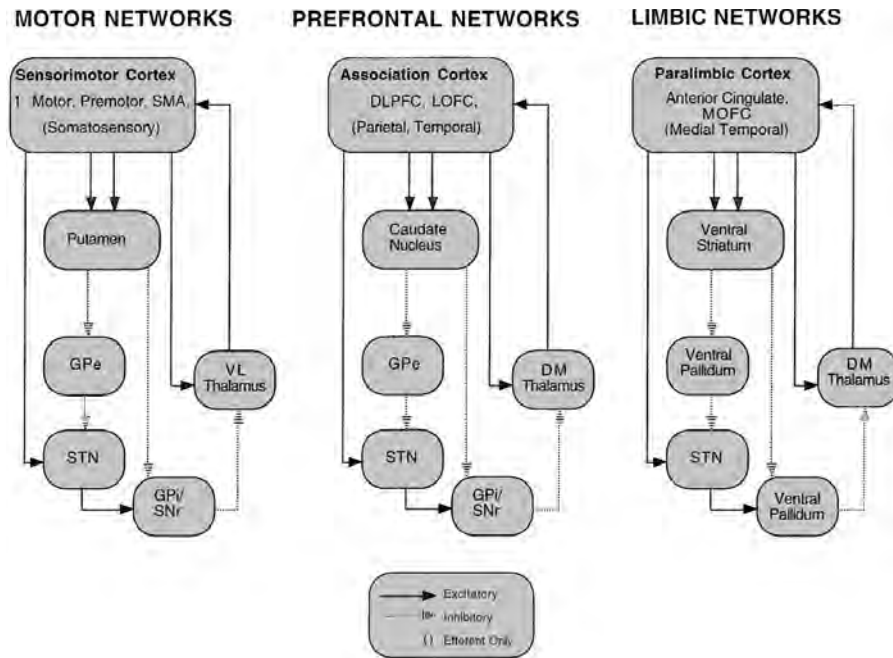 MOTOR NETWORKS
Sensorimotor Cortex
1 Motor, Premotor, SMA,
(Somatosensory)
Putamen
GPe
VL
Thalamus
STN
GPi/
SNr
PREFRONTAL NETWORKS
Association Cortex
DLPFC, LOFC,
(Parietal, Temporal)
Caudate
Nucleus
GPe
DM
Thalamus
STN
GPi/
SNr
LIMBIC NETWORKS
Paralimbic Cortex
Anterior Cingulate,
MOFC
(Medial Temporal)
Ventral
Striatum
Ventral
Pallidum
DM
Thalamus
STN
Ventral
Pallidum
Excitatory
Inhibitory
() Efferent Only